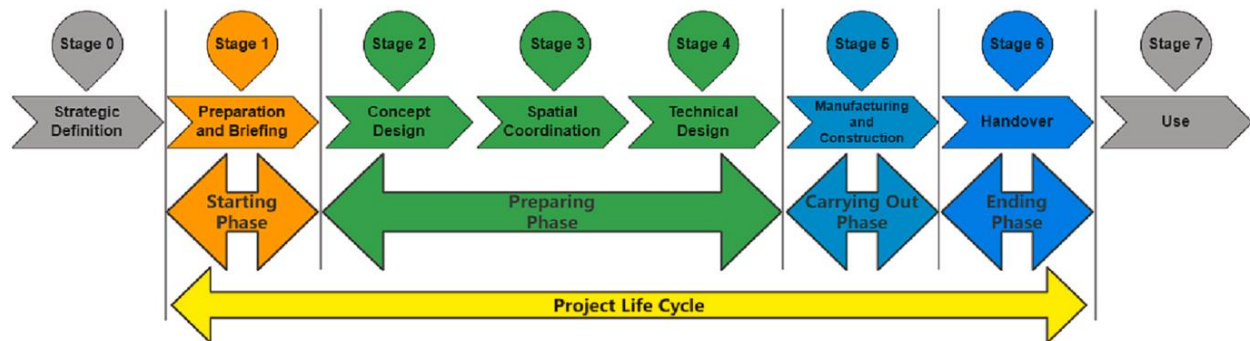 Stage 0
Stage 1
Stage 2
Stage 3
Stage 4
Stage 5
Stage 6
Stage 7
Strategic
Definition
Preparation
and Briefing
Concept
Design
Spatial
Coordination
Technical
Design
Manufacturing
and
Construction
Handover
Use
Starting
Phase
Preparing
Phase
Carrying Out
Phase
Ending
Phase
Project Life Cycle